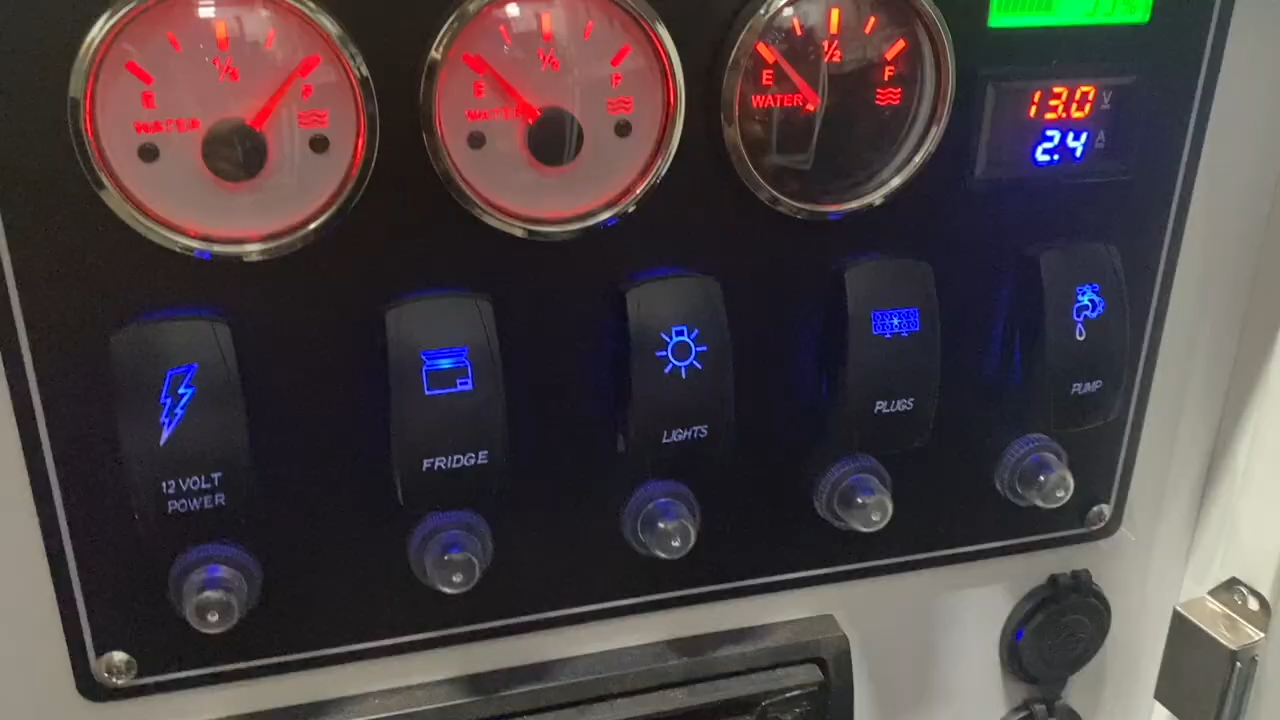 1/2
E
F
WATER
1/2
E
F
WATER
1/2
E
F
WATER
33%
13.0 V
2.4 A
12 VOLT
POWER
FRIDGE
LIGHTS
PLUGS
PUMP